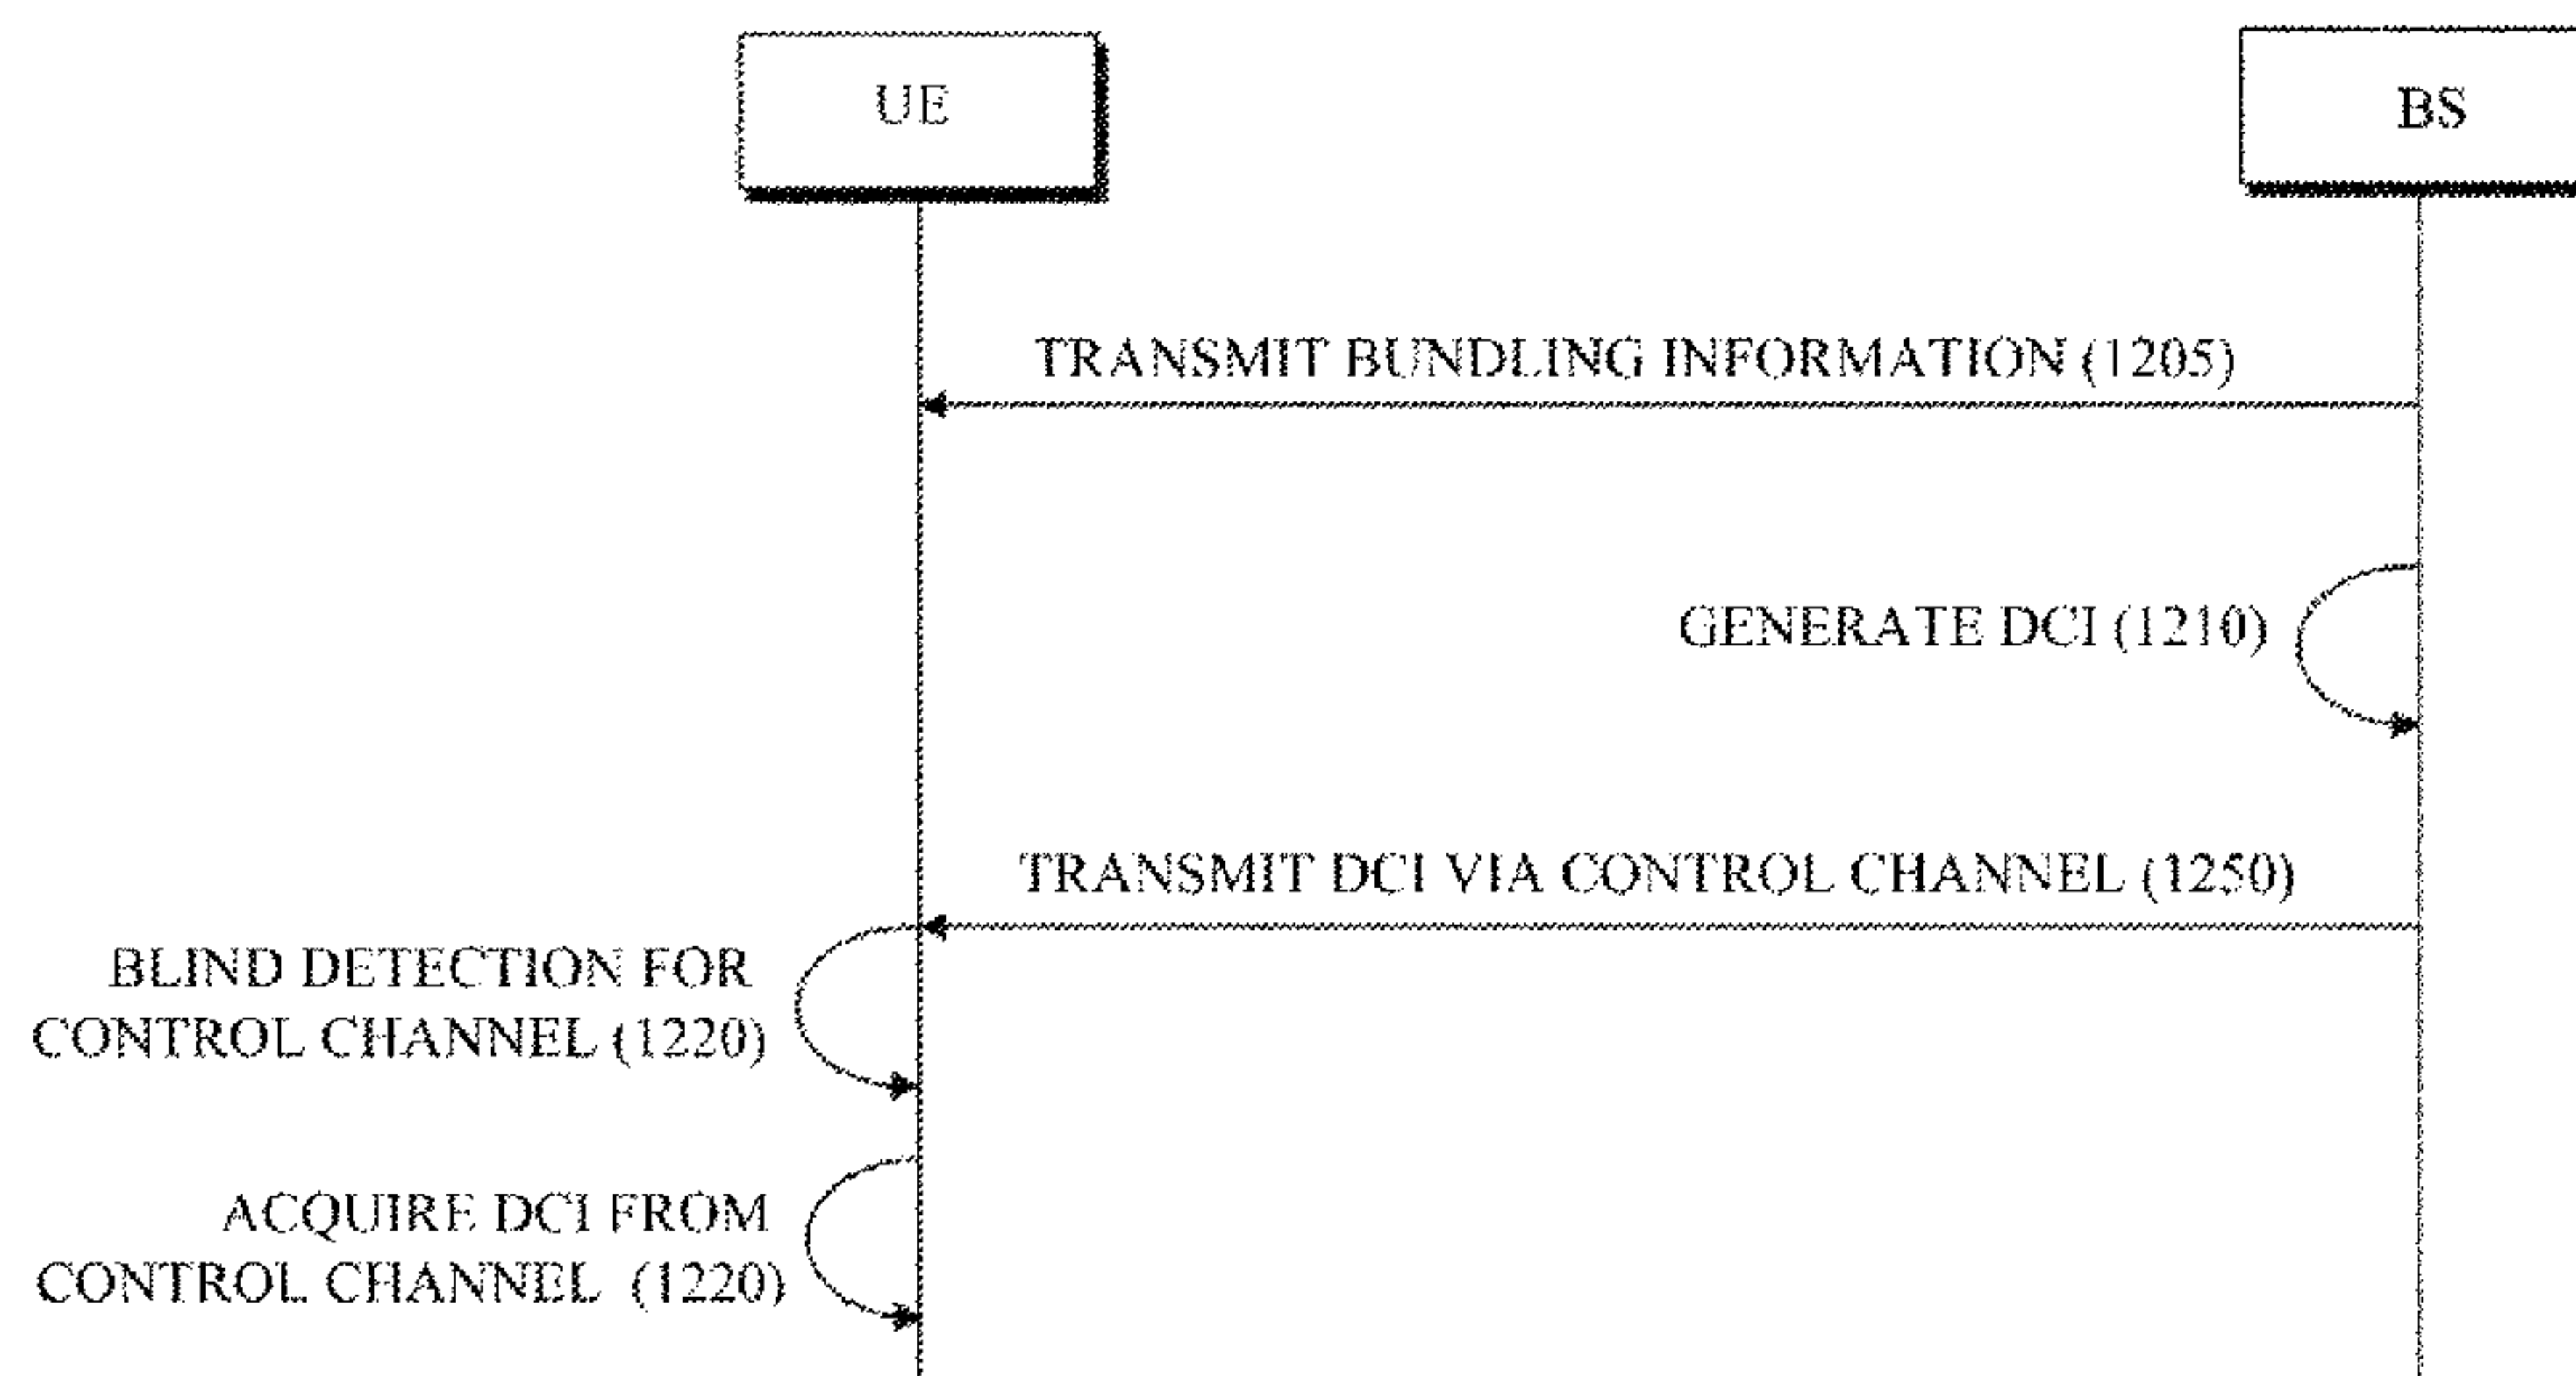 UE
BS
TRANSMIT BUNDLING INFORMATION (1205)
GENERATE DCI (1210)
TRANSMIT DCI VIA CONTROL CHANNEL (1250)
BLIND DETECTION FOR
CONTROL CHANNEL (1220)
ACQUIRE DCI FROM
CONTROL CHANNEL (1220)